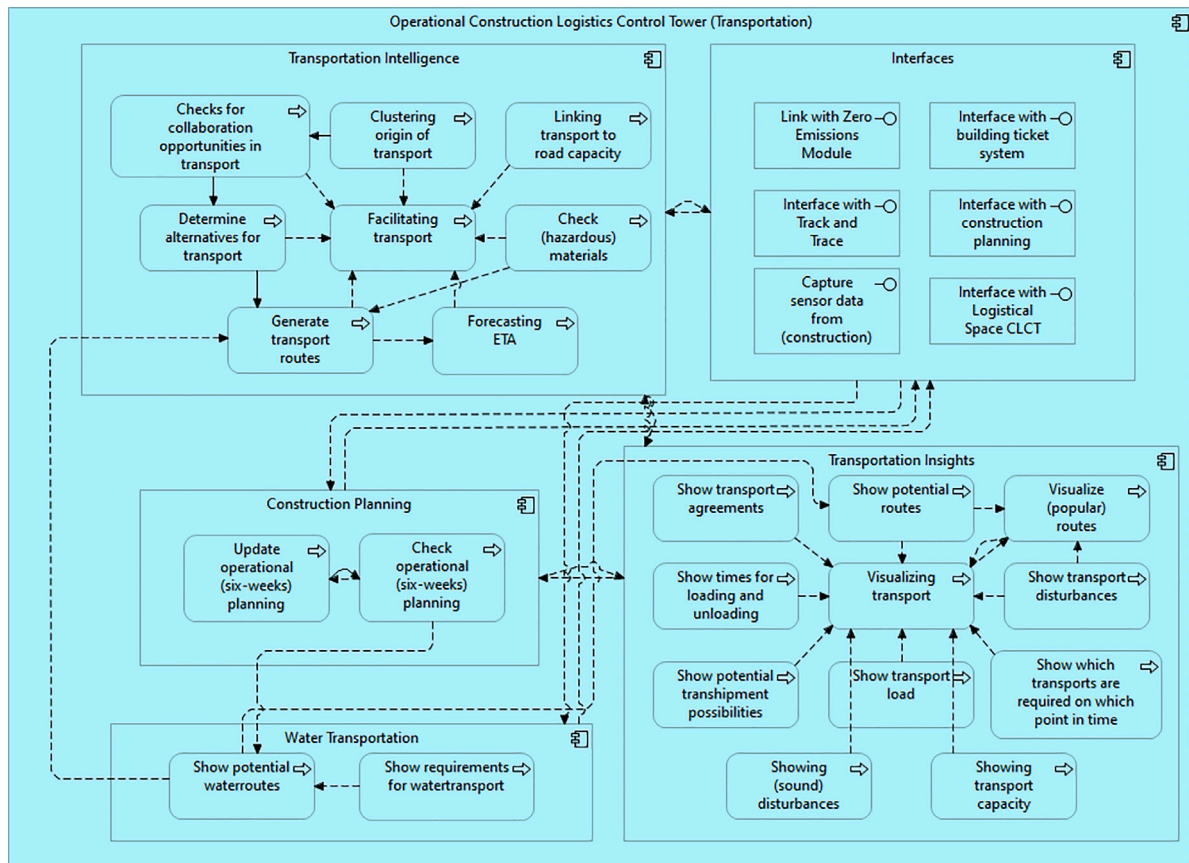 Operational Construction Logistics Control Tower (Transportation)
Transportation Intelligence
Checks for
collaboration
opportunities in
transport
Clustering
origin of
transport
Linking
transport to
road capacity
Determine
alternatives for
transport
Facilitating
transport
Check
(hazardous)
materials
Generate
transport
routes
Forecasting
ETA
Interfaces
Link with Zero
Emissions
Module
Interface with
building ticket
system
Interface with
Track and
Trace
Interface with
construction
planning
Capture
sensor data
from
(construction)
Interface with
Logistical
Space CLCT
Construction Planning
Update
operational
(six-weeks)
planning
Check
operational
(six-weeks)
planning
Transportation Insights
Show transport
agreements
Show potential
routes
Visualize
(popular)
routes
Show times for
loading and
unloading
Visualizing
transport
Show transport
disturbances
Show potential
transhipment
possibilities
Show transport
load
Show which
transports are
required on which
point in time
Showing
(sound)
disturbances
Showing
transport
capacity
Water Transportation
Show potential
waterroutes
Show requirements
for watertransport